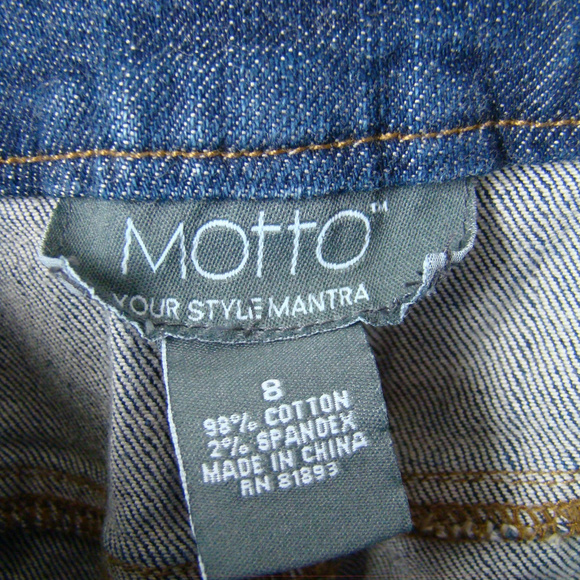 Motto™
YOUR STYLE MANTRA
8
98% COTTON
2% SPANDEX
MADE IN CHINA
RN 81893